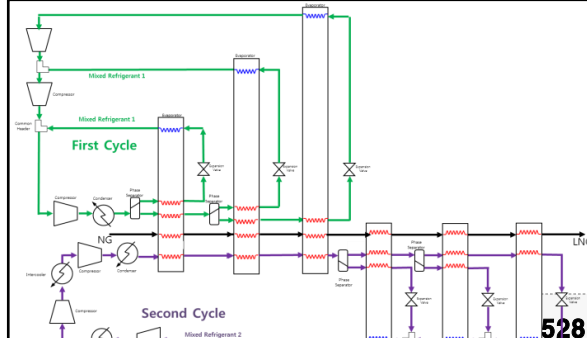 Evaporator
Evaporator
Mixed Refrigerant 1
Compressor
Evaporator
Common
Header
Mixed Refrigerant 1
First Cycle
Expansion
Valve
Expansion
Valve
Expansion
Valve
Compressor
Condenser
Phase
Separator
Phase
Separator
NG
LNG
Intercooler
Compressor
Condenser
Phase
Separator
Phase
Separator
Compressor
Second Cycle
Expansion
Valve
Expansion
Valve
Expansion
Valve
Mixed Refrigerant 2
528